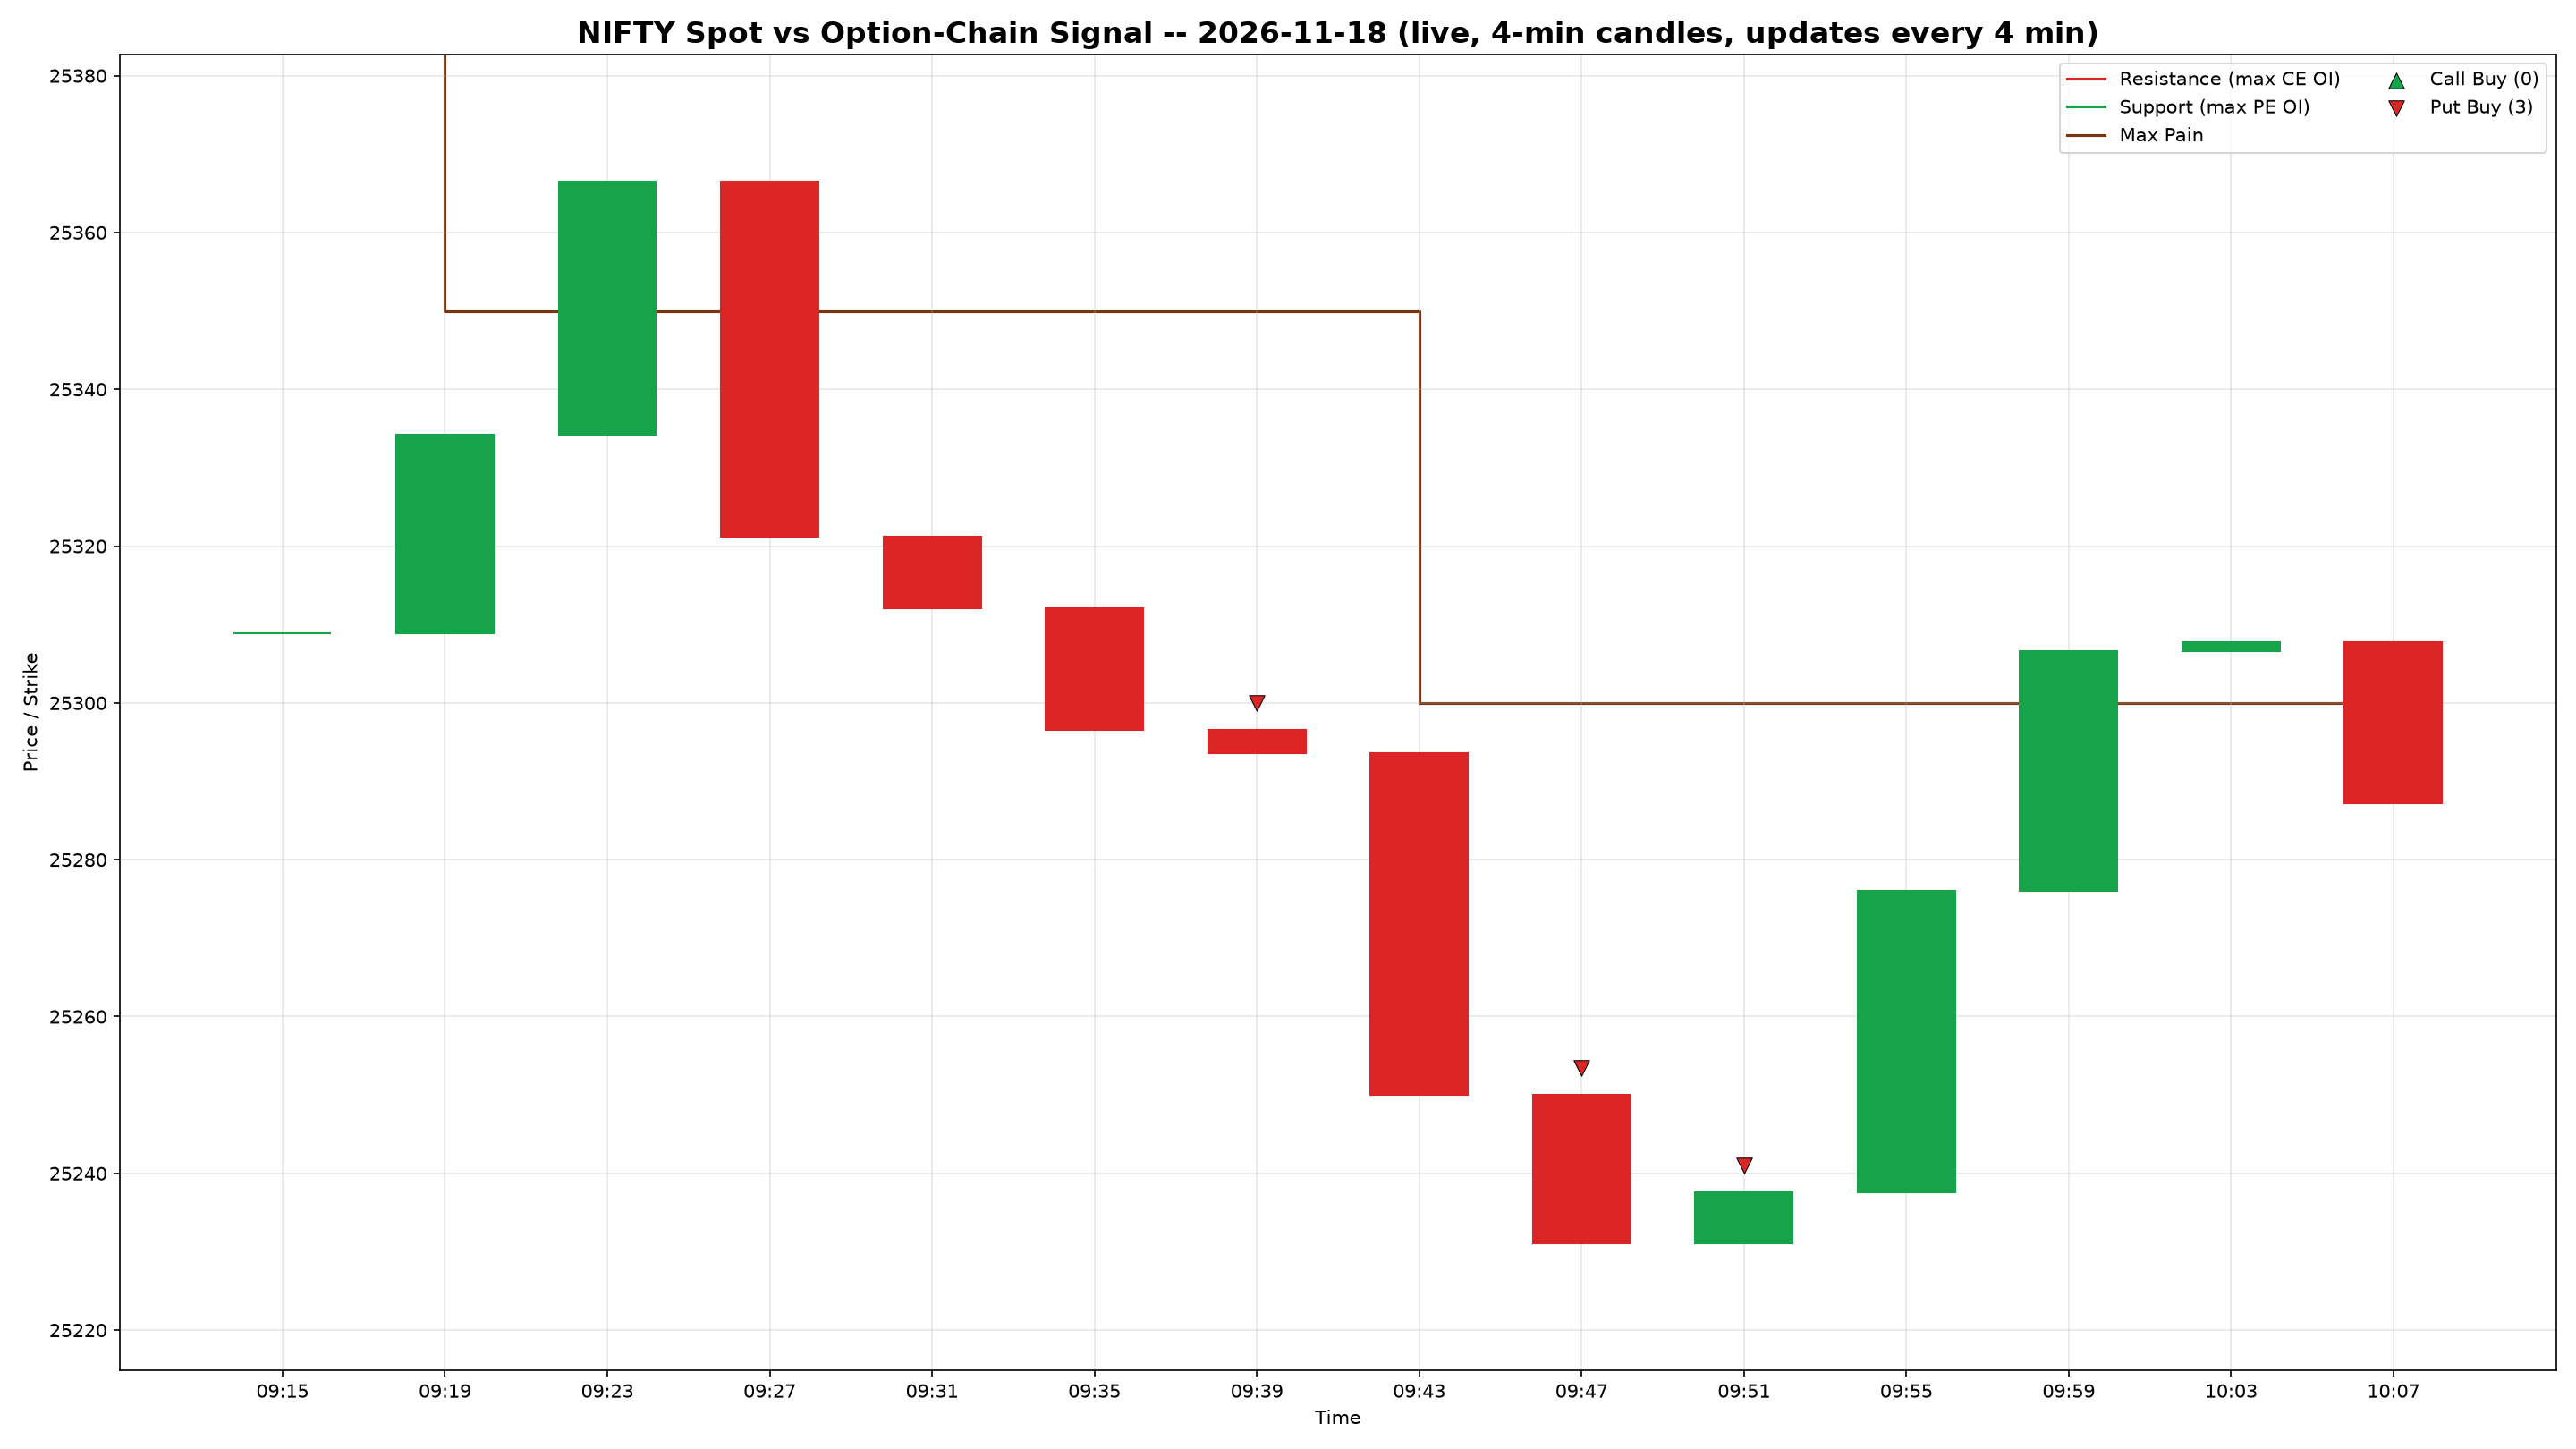 NIFTY Spot vs Option-Chain Signal -- 2026-11-18 (live, 4-min candles, updates every 4 min)
Resistance (max CE OI)
Support (max PE OI)
Max Pain
Call Buy (0)
Put Buy (3)
Price / Strike
25380
25360
25340
25320
25300
25280
25260
25240
25220
09:15 09:19 09:23 09:27 09:31 09:35 09:39 09:43 09:47 09:51 09:55 09:59 10:03 10:07
Time